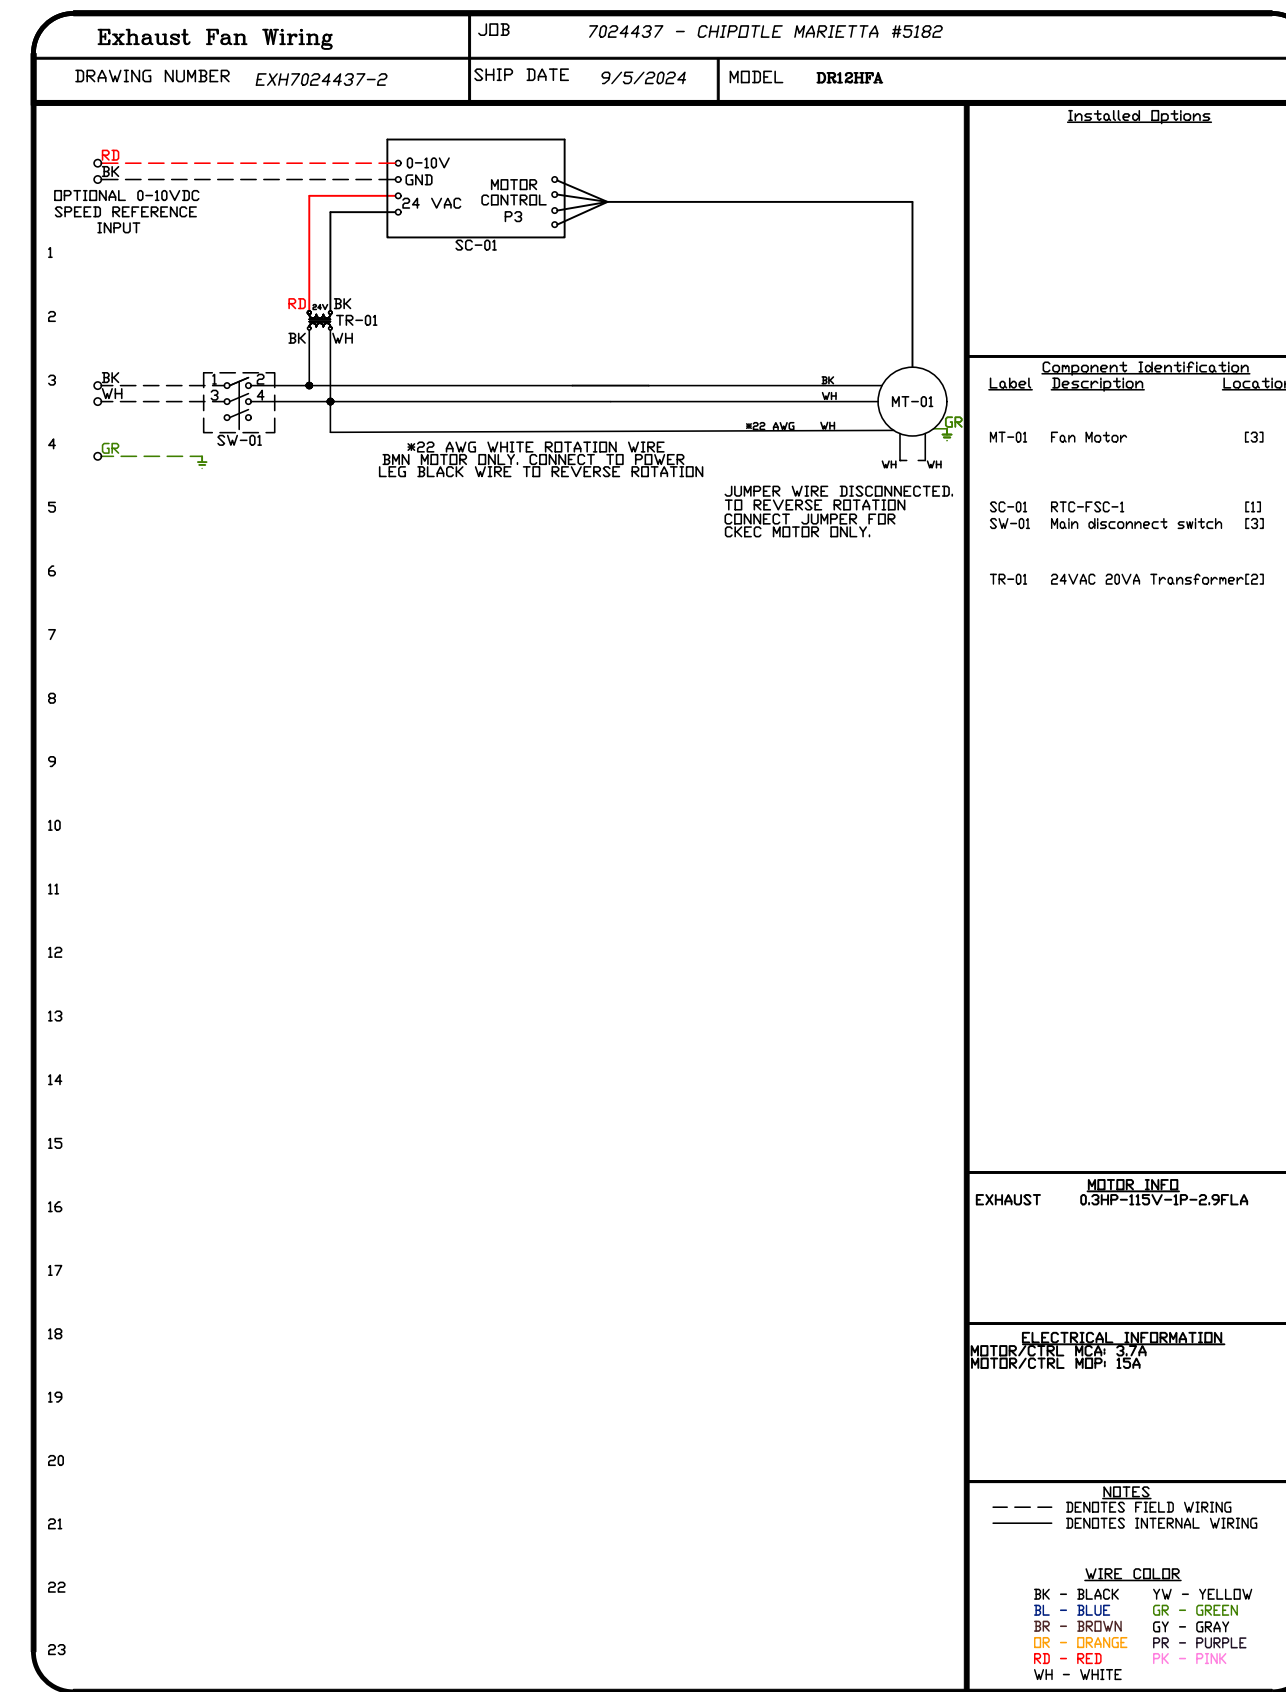 Exhaust Fan Wiring
JOB 7024437 - CHIPOTLE MARIETTA #5182
DRAWING NUMBER EXH7024437-2
SHIP DATE 9/5/2024
MODEL DR12HFA
RD
BK
OPTIONAL 0-10VDC
SPEED REFERENCE
INPUT
0-10V
GND
24 VAC
MOTOR
CONTROL
P3
SC-01
1
2
RD 24V BK
TR-01
BK WH
3
BK
WH
1 2
3 4
SW-01
BK
WH
MT-01
*22 AWG WH
GR
WH WH
4
GR
*22 AWG WHITE ROTATION WIRE
BMN MOTOR ONLY. CONNECT TO POWER
LEG BLACK WIRE TO REVERSE ROTATION
JUMPER WIRE DISCONNECTED.
TO REVERSE ROTATION
CONNECT JUMPER FOR
CKEC MOTOR ONLY.
5
6
7
8
9
10
11
12
13
14
15
16
17
18
19
20
21
22
23
Installed Options
Component Identification
Label Description Location
MT-01 Fan Motor [3]
SC-01 RTC-FSC-1 [1]
SW-01 Main disconnect switch [3]
TR-01 24VAC 20VA Transformer[2]
MOTOR INFO
EXHAUST 0.3HP-115V-1P-2.9FLA
ELECTRICAL INFORMATION
MOTOR/CTRL MCA: 3.7A
MOTOR/CTRL MOP: 15A
NOTES
DENOTES FIELD WIRING
DENOTES INTERNAL WIRING
WIRE COLOR
BK - BLACK YW - YELLOW
BL - BLUE GR - GREEN
BR - BROWN GY - GRAY
OR - ORANGE PR - PURPLE
RD - RED PK - PINK
WH - WHITE